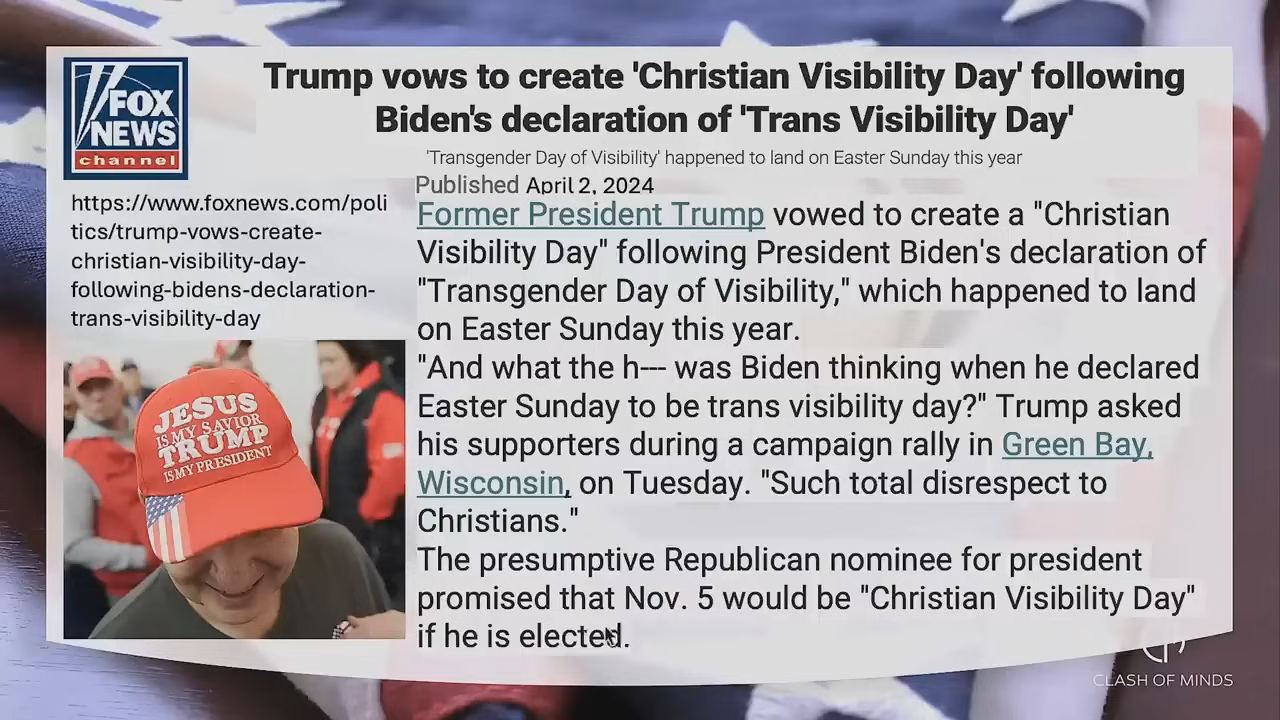 FOX
NEWS
channel
Trump vows to create 'Christian Visibility Day' following
Biden's declaration of 'Trans Visibility Day'
'Transgender Day of Visibility' happened to land on Easter Sunday this year
Published April 2, 2024
https://www.foxnews.com/poli
tics/trump-vows-create-
christian-visibility-day-
following-bidens-declaration-
trans-visibility-day
JESUS
IS MY SAVIOR
TRUMP
IS MY PRESIDENT
Former President Trump vowed to create a "Christian
Visibility Day" following President Biden's declaration of
"Transgender Day of Visibility," which happened to land
on Easter Sunday this year.
"And what the h--- was Biden thinking when he declared
Easter Sunday to be trans visibility day?" Trump asked
his supporters during a campaign rally in Green Bay,
Wisconsin, on Tuesday. "Such total disrespect to
Christians."
The presumptive Republican nominee for president
promised that Nov. 5 would be "Christian Visibility Day"
if he is elected.
CLASH OF MINDS